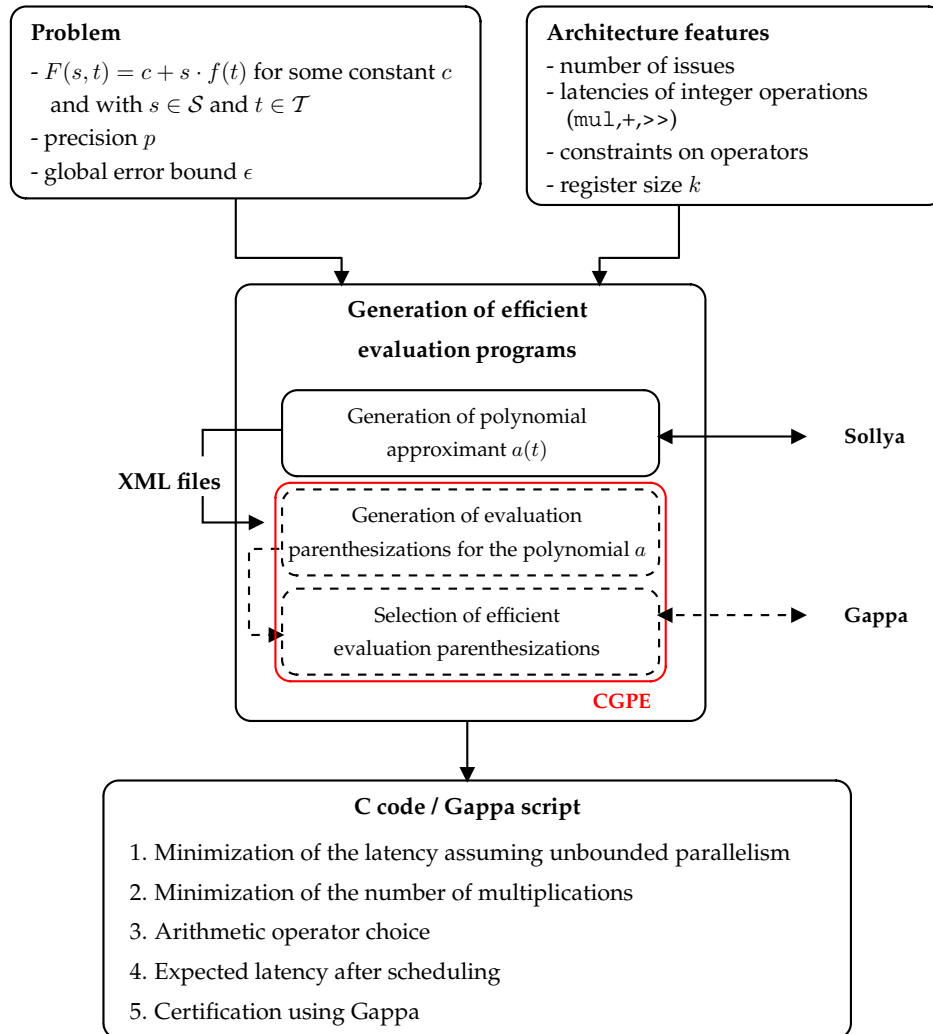 Problem
- F(s, t) = c + s · f(t) for some constant c
and with s ∈ 𝒮 and t ∈ 𝒯
- precision p
- global error bound ϵ
Architecture features
- number of issues
- latencies of integer operations
(mul,+,>>)
- constraints on operators
- register size k
Generation of efficient
evaluation programs
Generation of polynomial
approximant a(t)
Sollya
XML files
Generation of evaluation
parenthesizations for the polynomial a
Selection of efficient
evaluation parenthesizations
Gappa
CGPE
C code / Gappa script
1. Minimization of the latency assuming unbounded parallelism
2. Minimization of the number of multiplications
3. Arithmetic operator choice
4. Expected latency after scheduling
5. Certification using Gappa